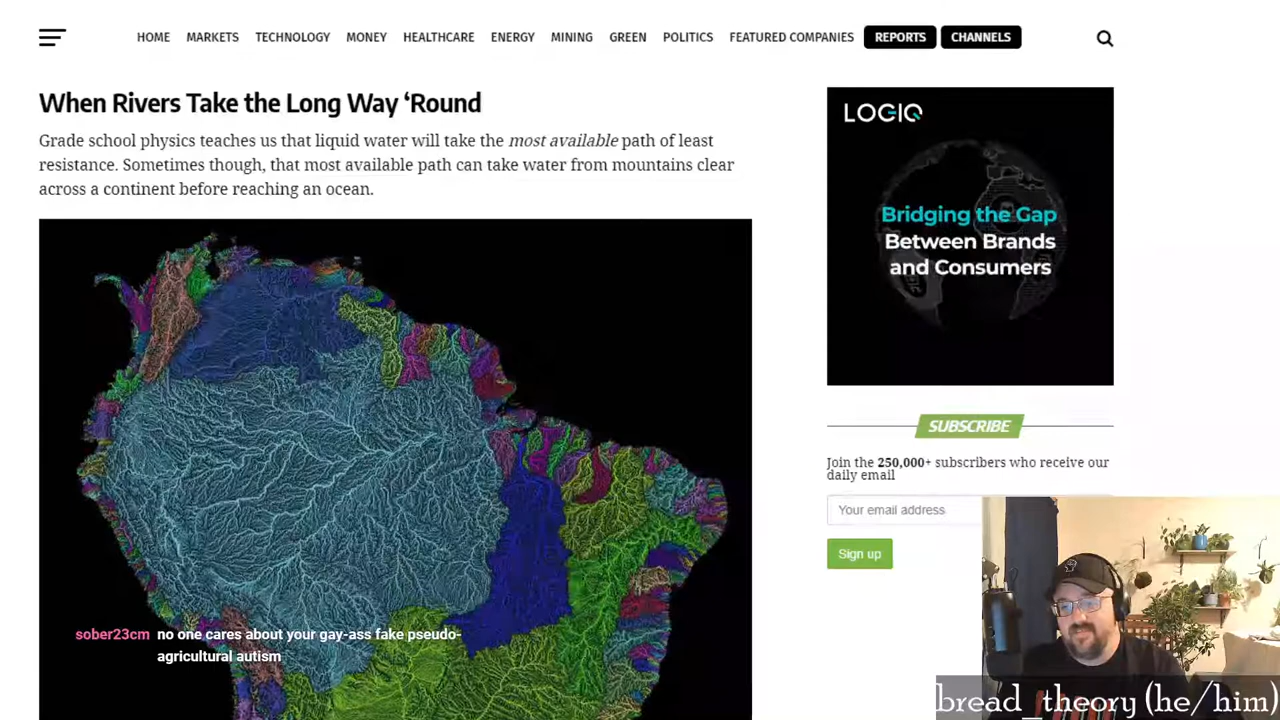 HOME MARKETS TECHNOLOGY MONEY HEALTHCARE ENERGY MINING GREEN POLITICS FEATURED COMPANIES REPORTS CHANNELS
When Rivers Take the Long Way ‘Round
Grade school physics teaches us that liquid water will take the most available path of least
resistance. Sometimes though, that most available path can take water from mountains clear
across a continent before reaching an ocean.
LOGIQ
Bridging the Gap
Between Brands
and Consumers
SUBSCRIBE
Join the 250,000+ subscribers who receive our
daily email
Your email address
Sign up
sober23cm no one cares about your gay-ass fake pseudo-
agricultural autism
bread_theory (he/him)